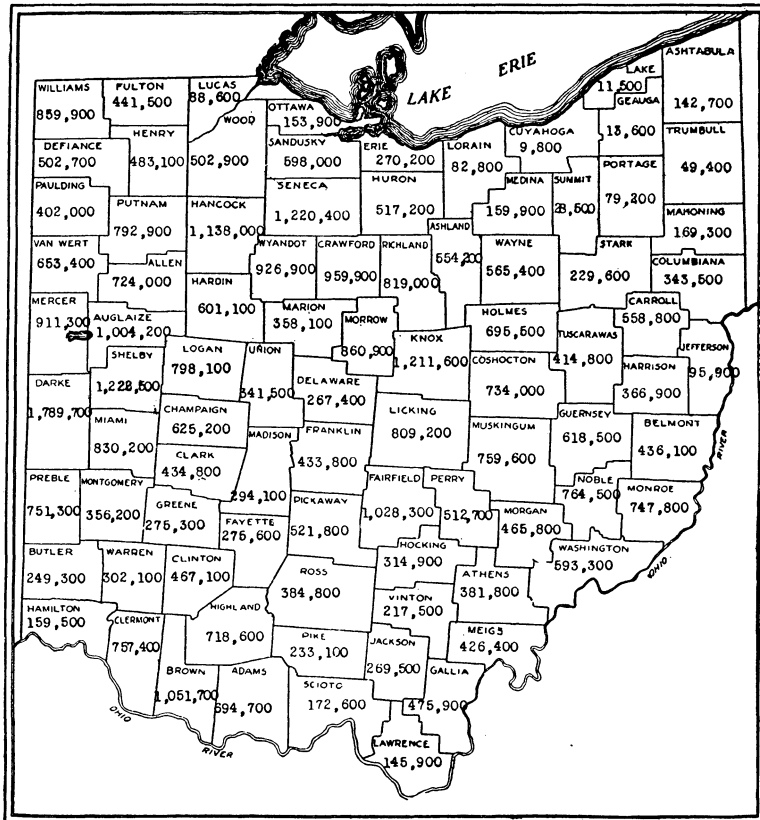 LAKE ERIE
ASHTABULA
142,700
LAKE
11,500
GEAUGA
13,600
WILLIAMS
859,900
FULTON
441,500
LUCAS
88,600
OTTAWA
153,900
WOOD
502,900
CUYAHOGA
9,800
TRUMBULL
49,400
DEFIANCE
502,700
HENRY
483,100
SANDUSKY
598,000
ERIE
270,200
LORAIN
82,800
PORTAGE
79,200
PAULDING
402,000
PUTNAM
792,900
HANCOCK
1,138,000
SENECA
1,220,400
HURON
517,200
MEDINA
159,900
SUMMIT
28,500
MAHONING
169,300
VAN WERT
653,400
ALLEN
724,000
WYANDOT
926,900
CRAWFORD
959,900
RICHLAND
819,000
ASHLAND
554,200
WAYNE
565,400
STARK
229,600
COLUMBIANA
343,500
MERCER
911,300
AUGLAIZE
1,004,200
HARDIN
601,100
MARION
358,100
MORROW
860,900
KNOX
1,211,600
HOLMES
695,500
TUSCARAWAS
414,800
CARROLL
558,800
JEFFERSON
95,900
SHELBY
LOGAN
798,100
UNION
341,500
DELAWARE
267,400
COSHOCTON
734,000
HARRISON
366,900
DARKE
1,789,700
MIAMI
830,200
CHAMPAIGN
625,200
MADISON
294,100
FRANKLIN
433,800
LICKING
809,200
MUSKINGUM
759,600
GUERNSEY
618,500
BELMONT
436,100
CLARK
434,800
PREBLE
751,300
MONTGOMERY
356,200
GREENE
275,300
FAYETTE
275,600
PICKAWAY
521,800
FAIRFIELD
1,028,300
PERRY
512,700
MORGAN
465,800
NOBLE
764,500
MONROE
747,800
BUTLER
249,300
WARREN
302,100
CLINTON
467,100
ROSS
384,800
HOCKING
314,900
ATHENS
381,800
WASHINGTON
593,300
HAMILTON
159,500
CLERMONT
757,400
HIGHLAND
718,600
PIKE
233,100
VINTON
217,500
MEIGS
426,400
BROWN
1,051,700
ADAMS
694,700
SCIOTO
172,600
JACKSON
269,500
GALLIA
475,900
LAWRENCE
145,900
OHIO RIVER
OHIO RIVER